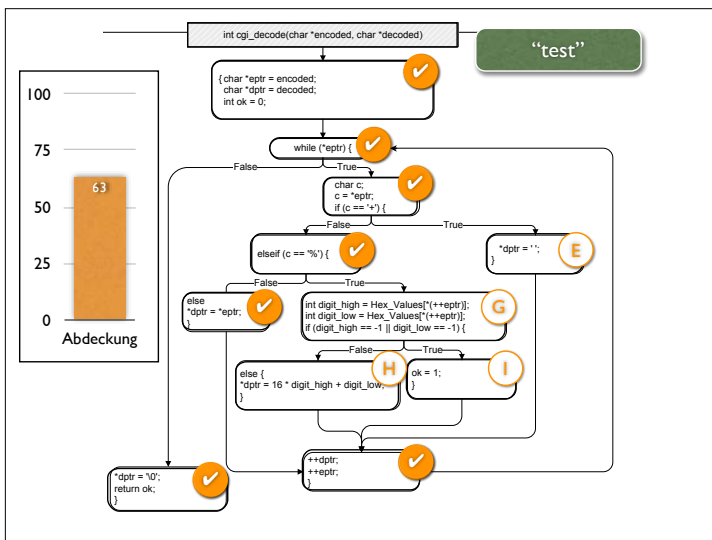 int cgi_decode(char *encoded, char *decoded)
“test”
{ char *eptr = encoded;
char *dptr = decoded;
int ok = 0;
100
75
63
50
25
0
Abdeckung
while (*eptr) {
False
True
char c;
c = *eptr;
if (c == '+') {
False
True
elseif (c == '%') {
*dptr = ' ';
}
E
False
True
else
*dptr = *eptr;
}
int digit_high = Hex_Values[*(++eptr)];
int digit_low = Hex_Values[*(++eptr)];
if (digit_high == -1 || digit_low == -1) {
G
False
True
else {
*dptr = 16 * digit_high + digit_low;
}
H
ok = 1;
}
I
++dptr;
++eptr;
}
*dptr = '\0';
return ok;
}